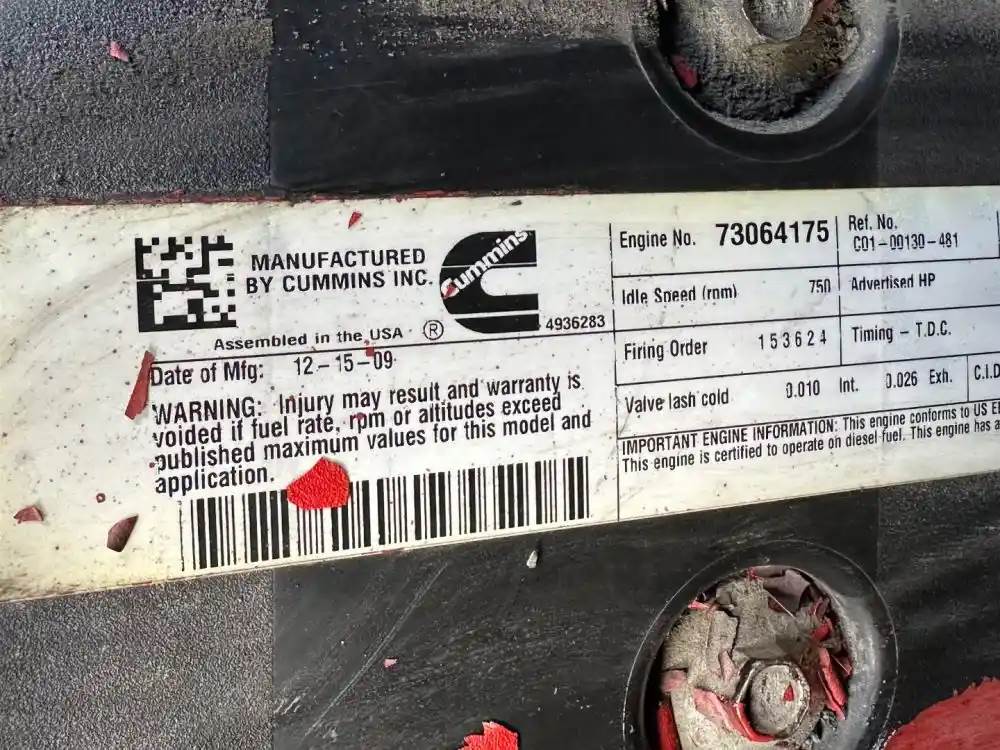 MANUFACTURED
BY CUMMINS INC.
Cummins
Assembled in the USA ®
4936283
Date of Mfg: 12-15-09
WARNING: Injury may result and warranty is
voided if fuel rate, rpm or altitudes exceed
published maximum values for this model and
application.
Engine No. 73064175
Ref. No.
C01-00130-481
Idle Speed (rpm) 750
Advertised HP
Firing Order 153624
Timing - T.D.C.
Valve lash cold 0.010 Int. 0.026 Exh.
C.I.D
IMPORTANT ENGINE INFORMATION: This engine conforms to US
This engine is certified to operate on diesel fuel. This engine has a